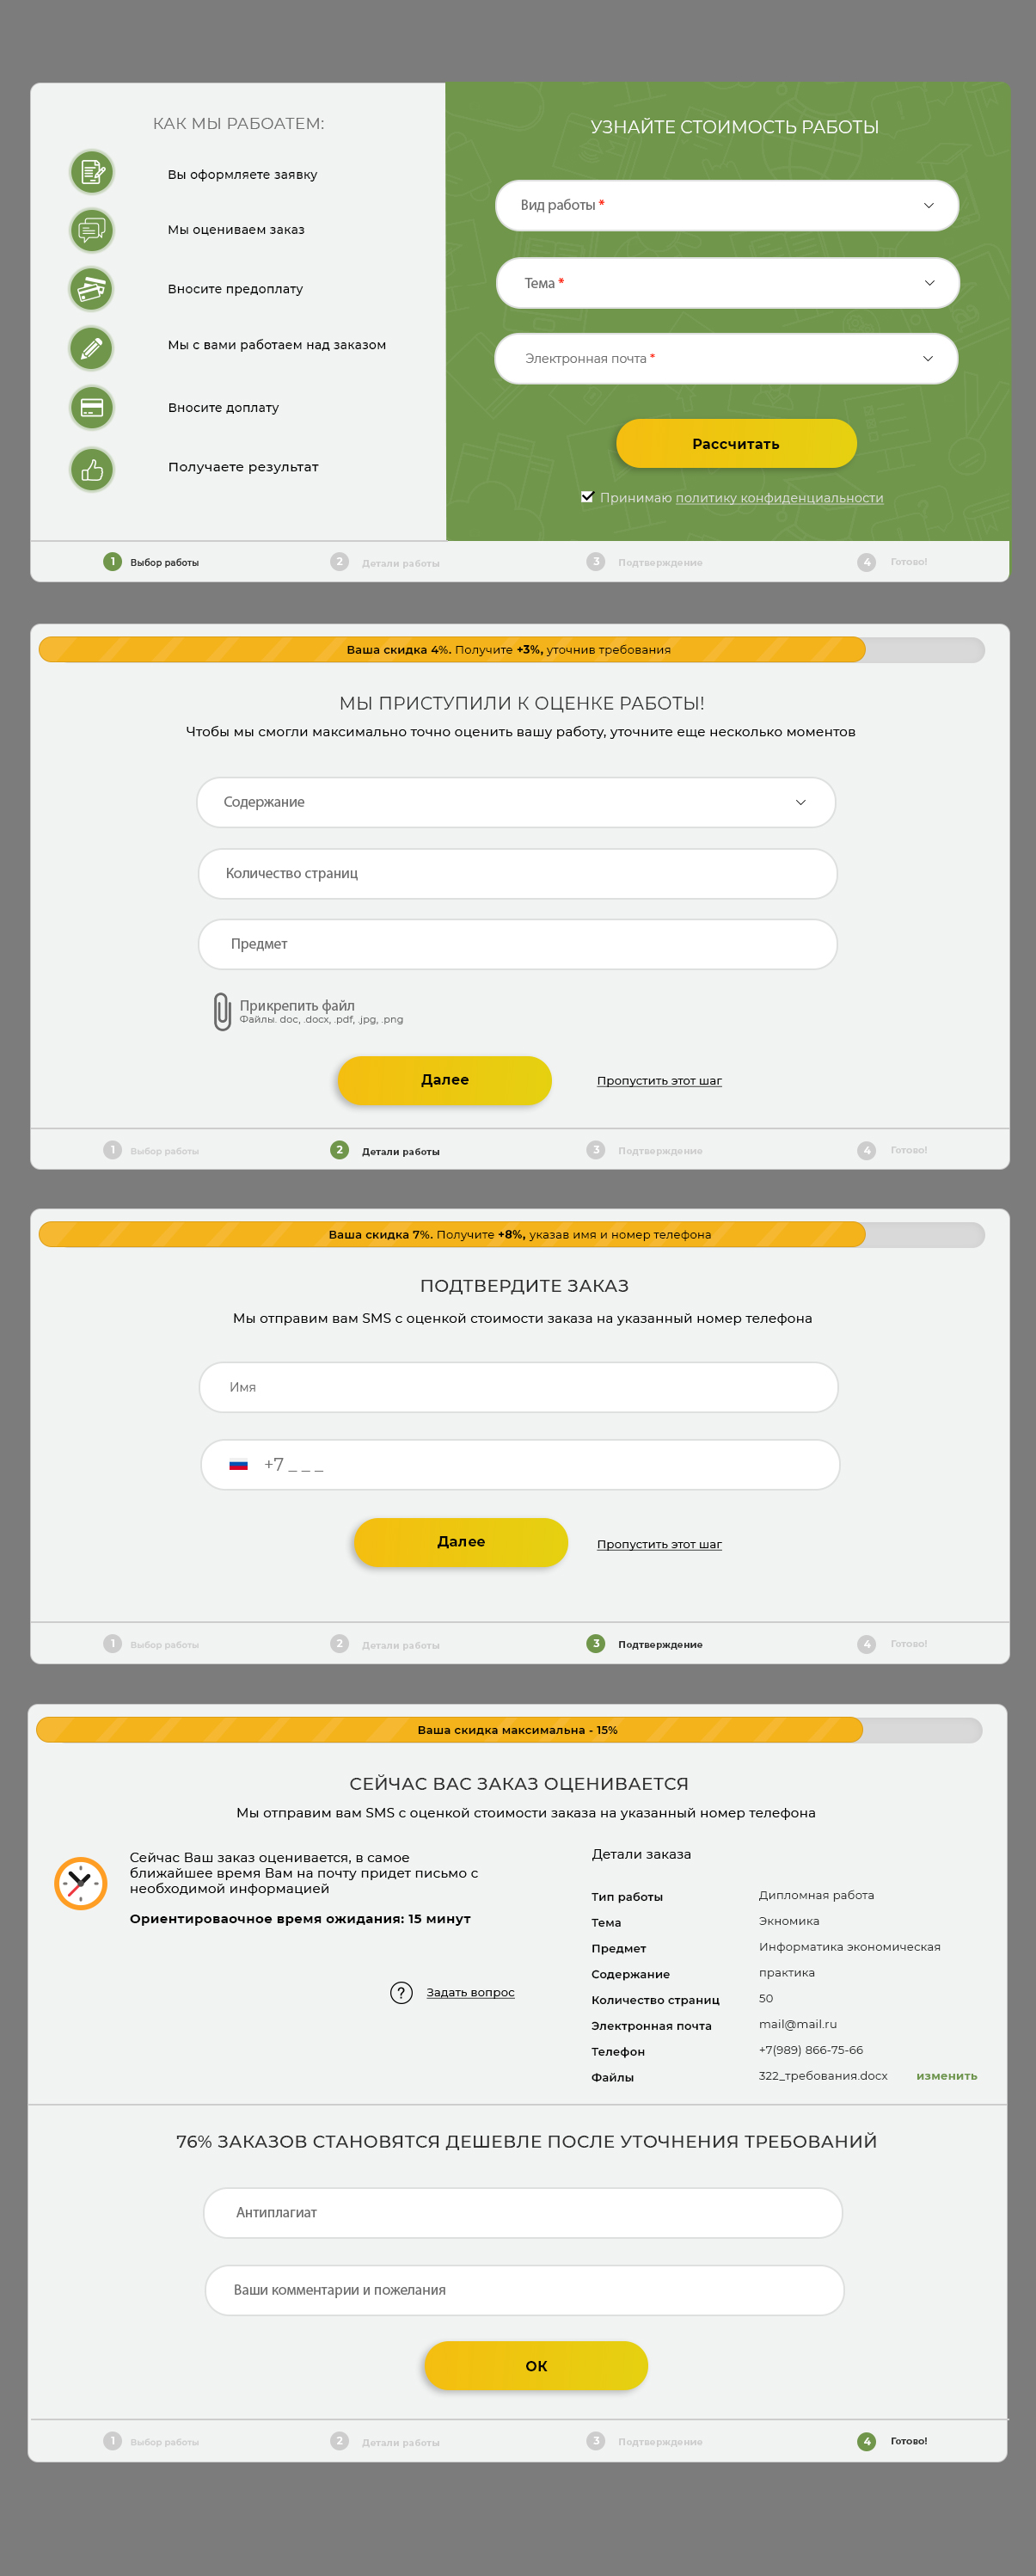 КАК МЫ РАБОАТЕМ:
Вы оформляете заявку
Мы оцениваем заказ
Вносите предоплату
Мы с вами работаем над заказом
Вносите доплату
Получаете результат
УЗНАЙТЕ СТОИМОСТЬ РАБОТЫ
Вид работы *
Тема *
Электронная почта *
Рассчитать
Принимаю политику конфиденциальности
1 Выбор работы 2 Детали работы 3 Подтверждение 4 Готово!
Ваша скидка 4%. Получите +3%, уточнив требования
МЫ ПРИСТУПИЛИ К ОЦЕНКЕ РАБОТЫ!
Чтобы мы смогли максимально точно оценить вашу работу, уточните еще несколько моментов
Содержание
Количество страниц
Предмет
Прикрепить файл
Файлы. doc, .docx, .pdf, .jpg, .png
Далее Пропустить этот шаг
1 Выбор работы 2 Детали работы 3 Подтверждение 4 Готово!
Ваша скидка 7%. Получите +8%, указав имя и номер телефона
ПОДТВЕРДИТЕ ЗАКАЗ
Мы отправим вам SMS с оценкой стоимости заказа на указанный номер телефона
Имя
+7 _ _ _
Далее Пропустить этот шаг
1 Выбор работы 2 Детали работы 3 Подтверждение 4 Готово!
Ваша скидка максимальна - 15%
СЕЙЧАС ВАС ЗАКАЗ ОЦЕНИВАЕТСЯ
Мы отправим вам SMS с оценкой стоимости заказа на указанный номер телефона
Сейчас Ваш заказ оценивается, в самое
ближайшее время Вам на почту придет письмо с
необходимой информацией
Ориентироваочное время ожидания: 15 минут
? Задать вопрос
Детали заказа
Тип работы Дипломная работа
Тема Экномика
Предмет Информатика экономическая
Содержание практика
Количество страниц 50
Электронная почта mail@mail.ru
Телефон +7(989) 866-75-66
Файлы 322_требования.docx изменить
76% ЗАКАЗОВ СТАНОВЯТСЯ ДЕШЕВЛЕ ПОСЛЕ УТОЧНЕНИЯ ТРЕБОВАНИЙ
Антиплагиат
Ваши комментарии и пожелания
ОК
1 Выбор работы 2 Детали работы 3 Подтверждение 4 Готово!